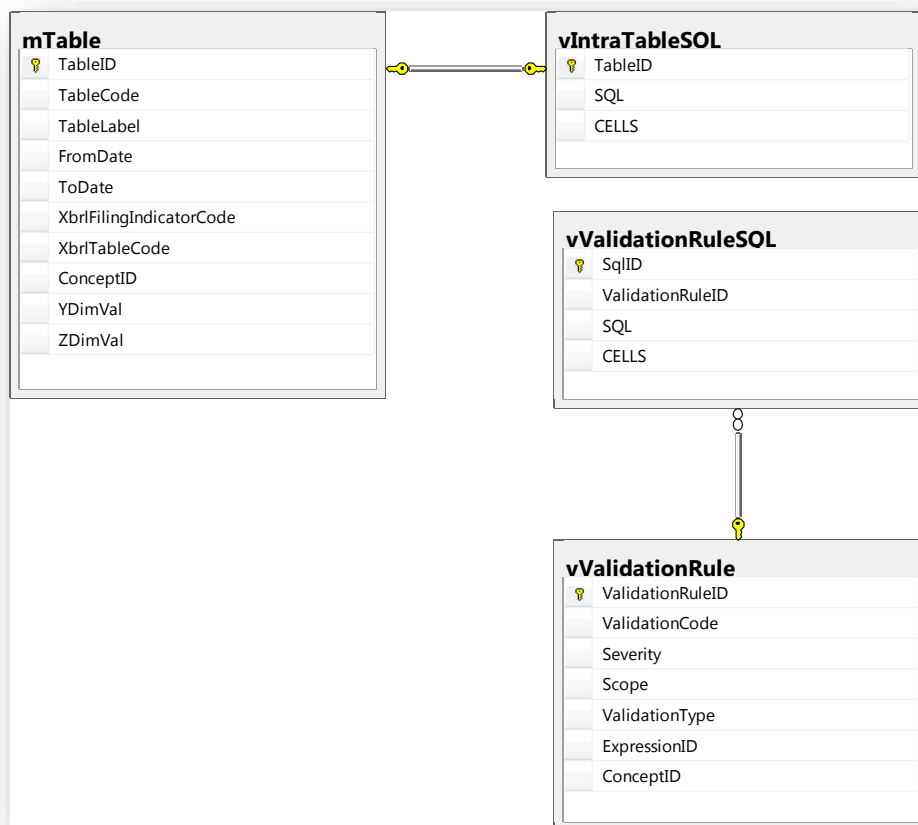 mTable
TableID
TableCode
TableLabel
FromDate
ToDate
XbrlFilingIndicatorCode
XbrlTableCode
ConceptID
YDimVal
ZDimVal
vIntraTableSQL
TableID
SQL
CELLS
vValidationRuleSQL
SqlID
ValidationRuleID
SQL
CELLS
vValidationRule
ValidationRuleID
ValidationCode
Severity
Scope
ValidationType
ExpressionID
ConceptID